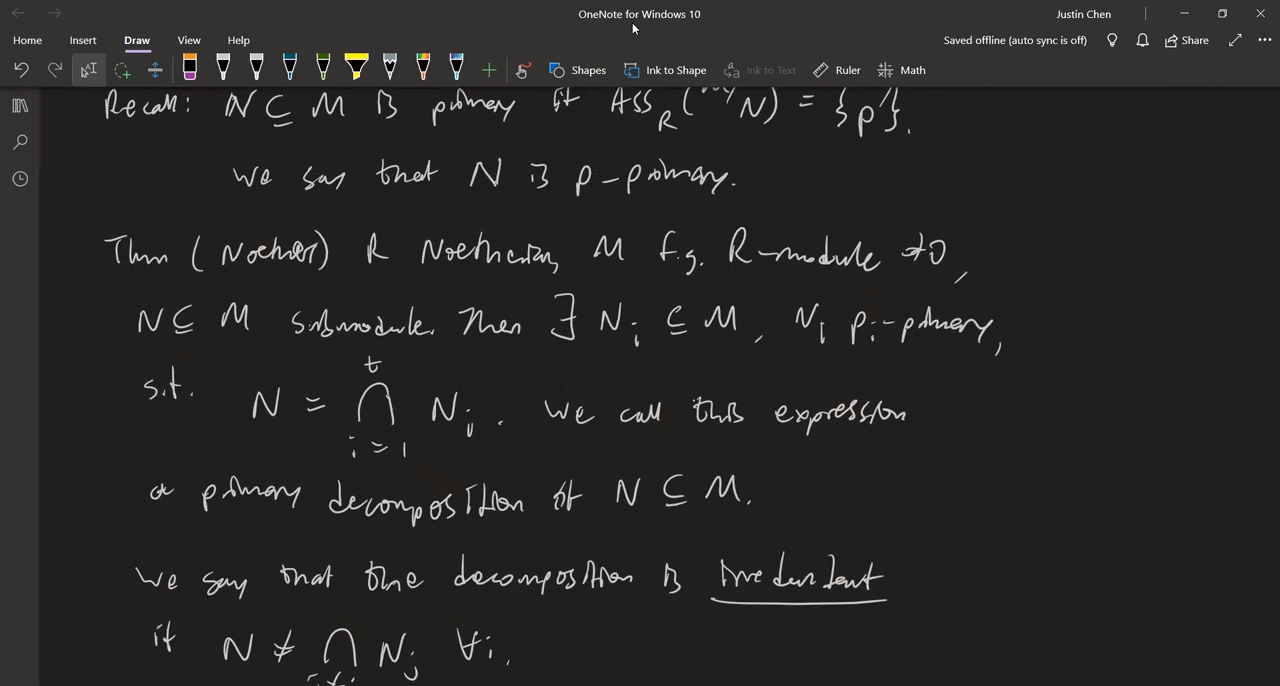 OneNote for Windows 10
Justin Chen
Home Insert Draw View Help
Saved offline (auto sync is off)
Share
Shapes Ink to Shape Ink to Text Ruler Math
Recall: N ⊆ M is primary if Ass_R(M/N) = {p}.
We say that N is p-primary.
Thm (Noether) R Noetherian, M f.g. R-module ≠0,
N ⊆ M submodule. Then ∃ N_i ⊆ M, N_i p_i-primary,
s.t. N = ⋂_{i=1}^{t} N_i. We call this expression
a primary decomposition of N ⊆ M.
We say that the decomposition is irredundant
if N ≠ ⋂_{j≠i} N_j ∀i.